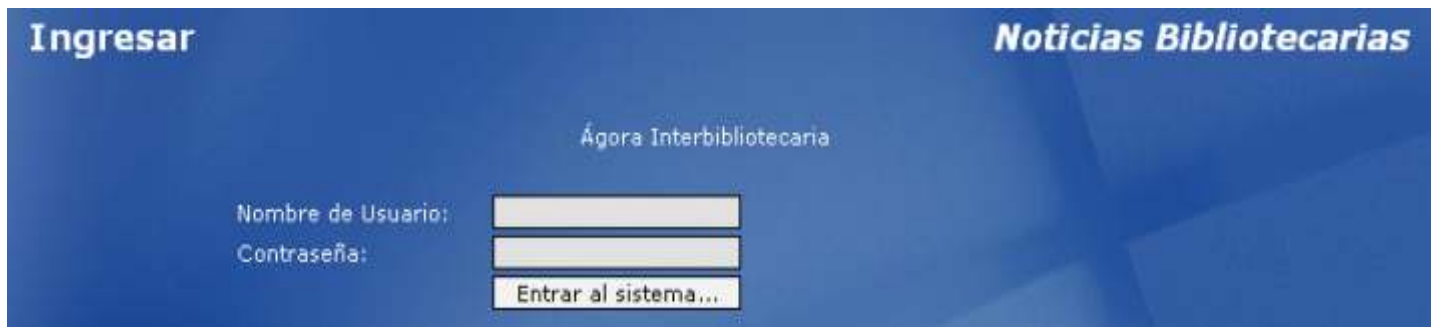 Ingresar
Noticias Bibliotecarias
Ágora Interbibliotecaria
Nombre de Usuario:
Contraseña:
Entrar al sistema...